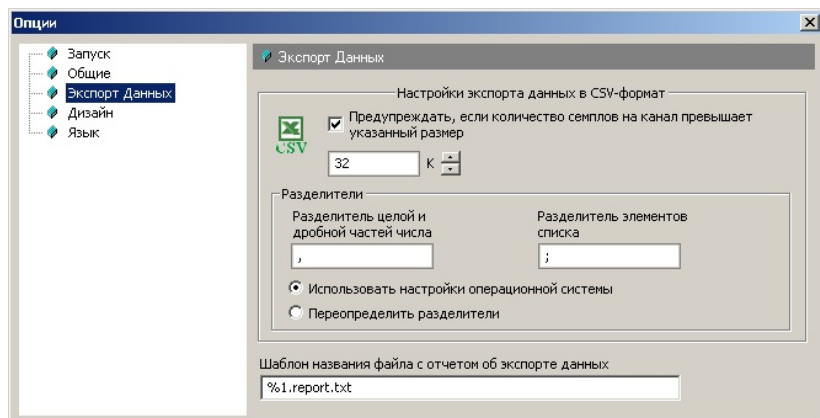 Опции
Запуск
Общие
Экспорт Данных
Дизайн
Язык
Экспорт Данных
Настройки экспорта данных в CSV-формат
CSV
Предупреждать, если количество семплов на канал превышает
указанный размер
32 К
Разделители
Разделитель целой и
дробной частей числа
,
Разделитель элементов
списка
;
Использовать настройки операционной системы
Переопределить разделители
Шаблон названия файла с отчетом об экспорте данных
%1.report.txt